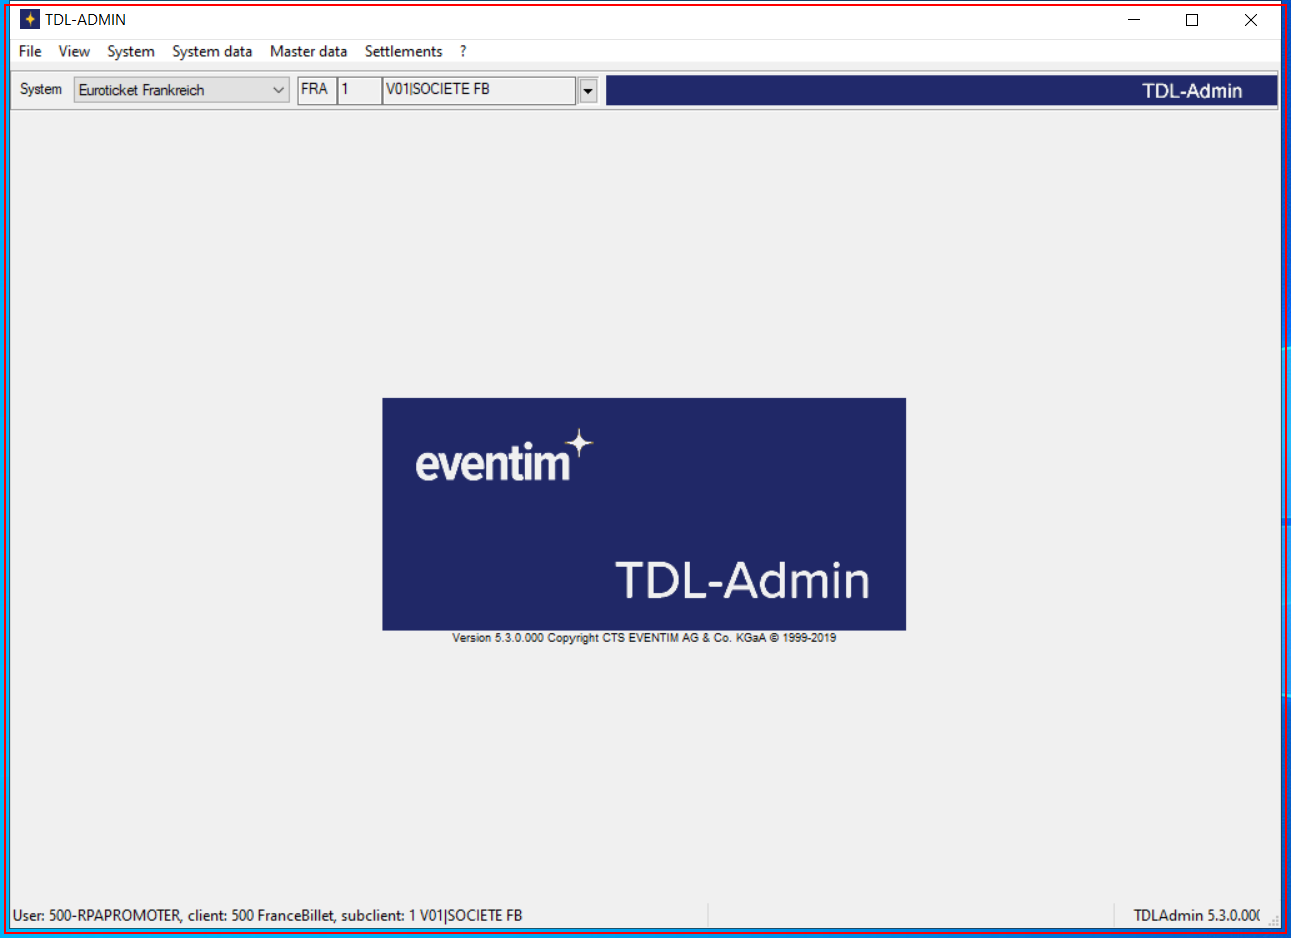 TDL-ADMIN
File View System System data Master data Settlements ?
System Euroticket Frankreich FRA 1 V01|SOCIETE FB TDL-Admin
eventim
TDL-Admin
Version 5.3.0.000 Copyright CTS EVENTIM AG & Co. KGaA © 1999-2019
User: 500-RPAPROMOTER, client: 500 FranceBillet, subclient: 1 V01|SOCIETE FB TDLAdmin 5.3.0.000